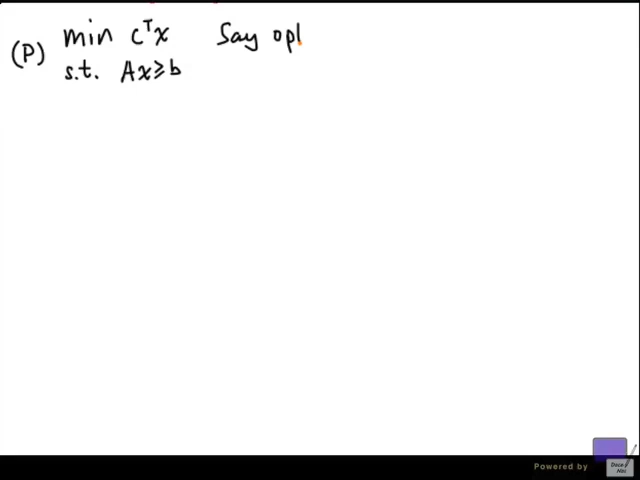 (P) min cᵀx Say opl
s.t. Ax ≥ b
Powered by